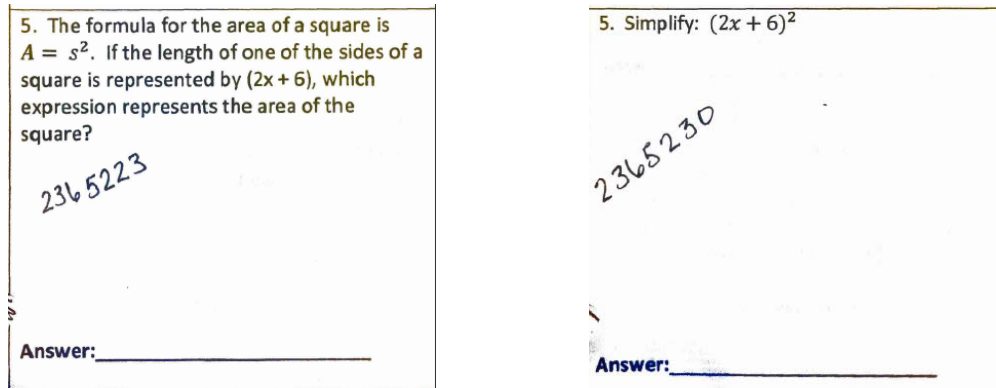 5. The formula for the area of a square is
A = s². If the length of one of the sides of a
square is represented by (2x + 6), which
expression represents the area of the
square?
2365223
Answer:
5. Simplify: (2x + 6)²
2365230
Answer: